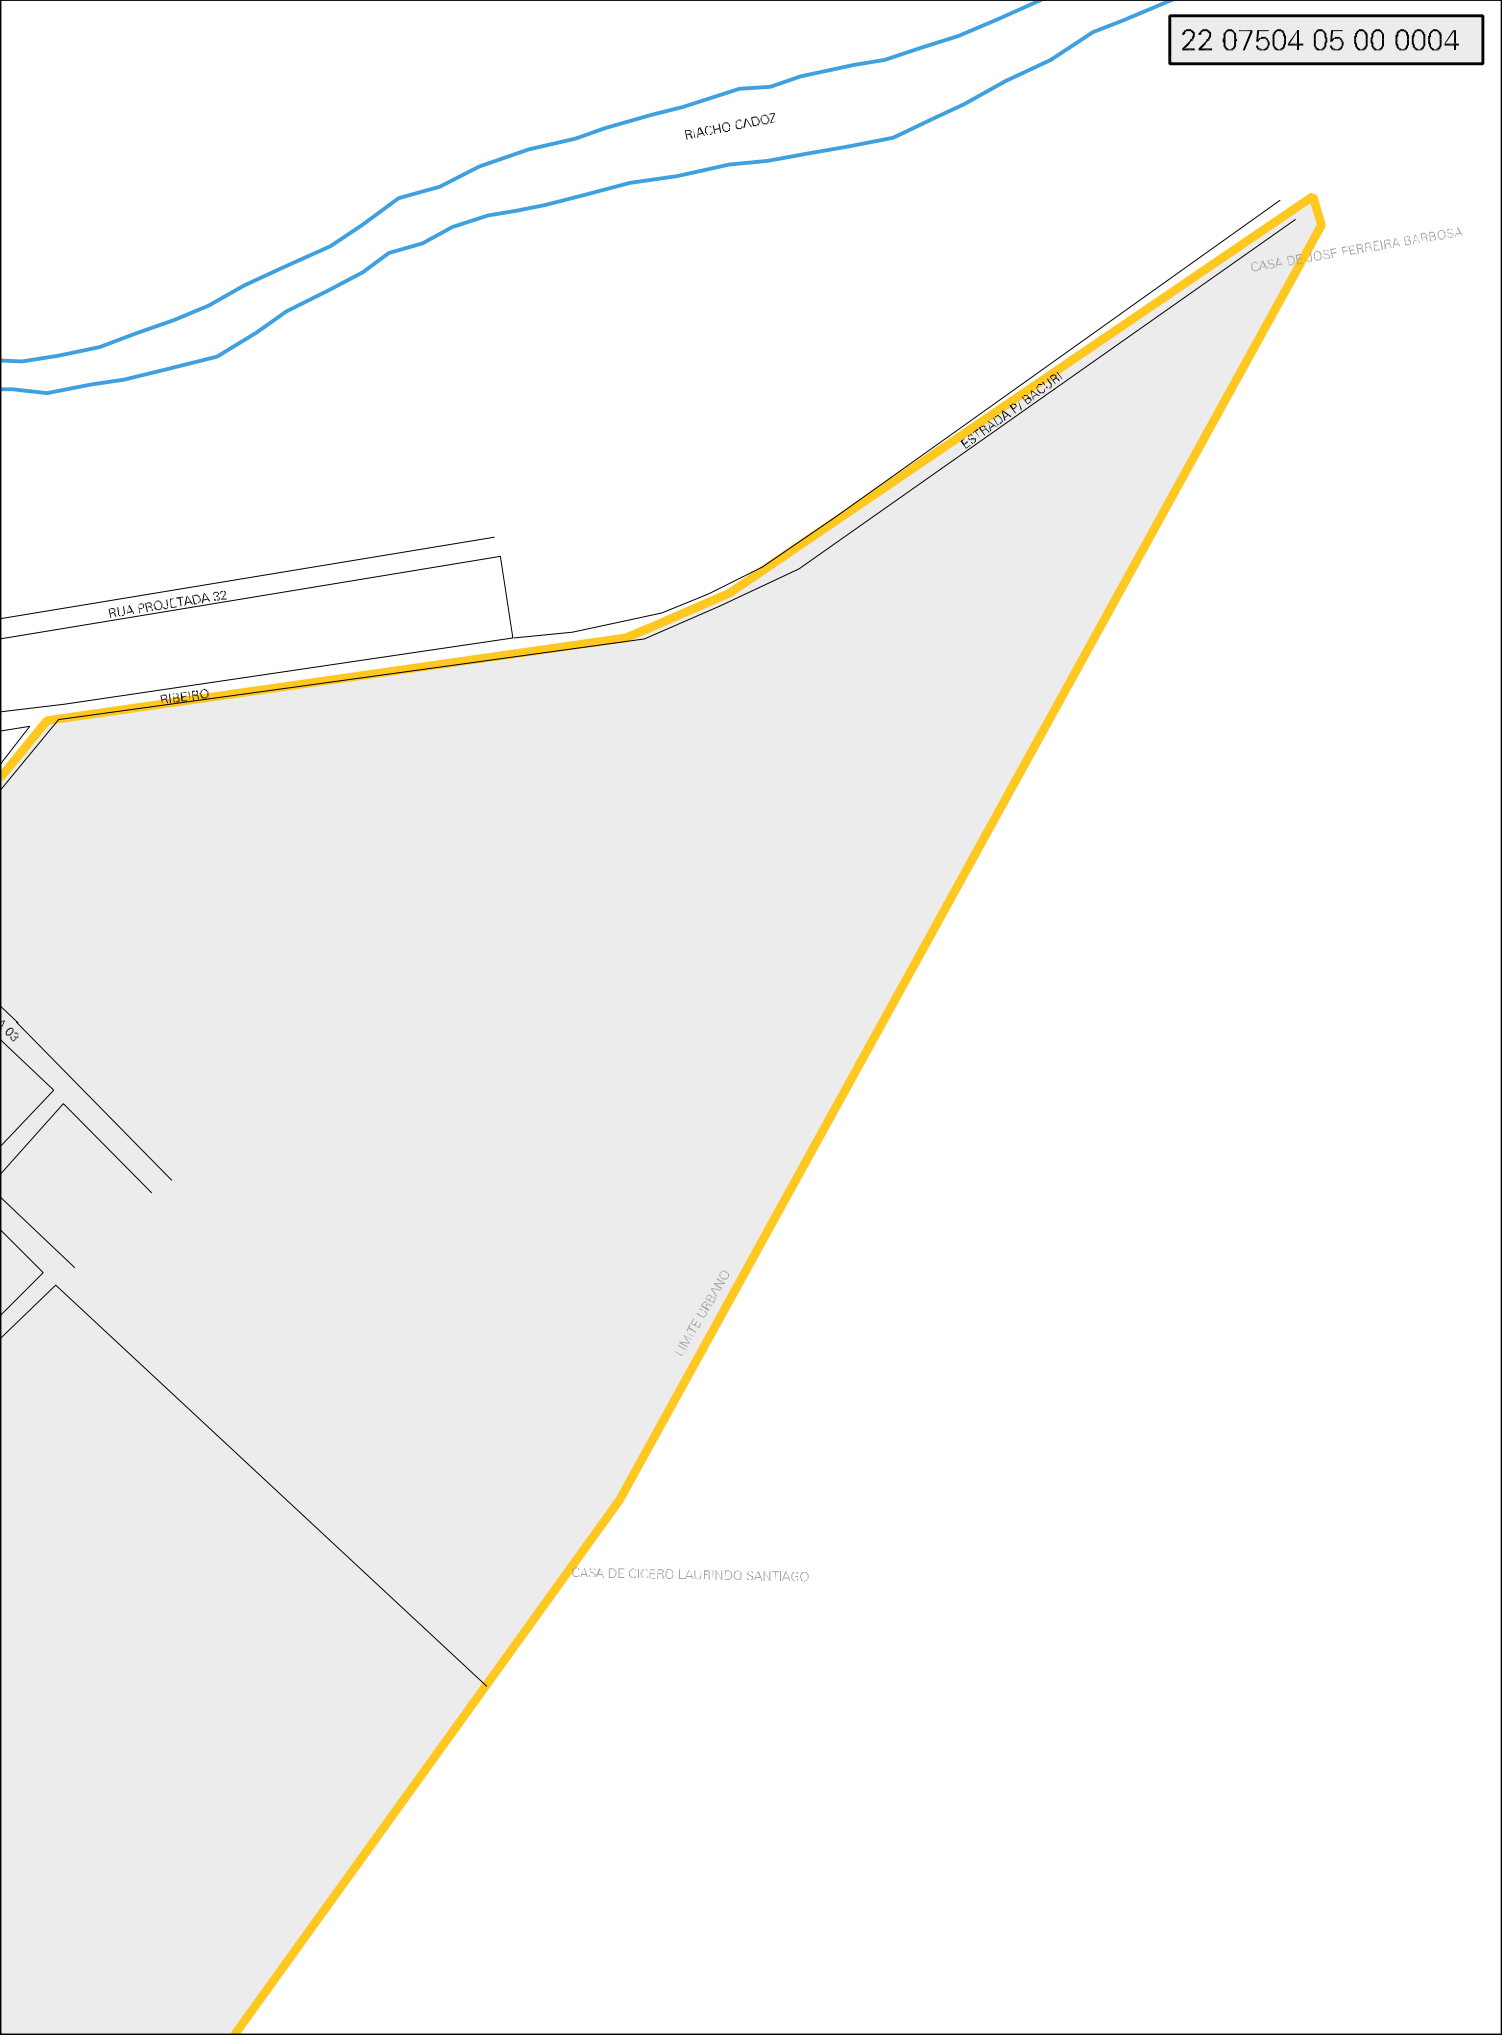 22 07504 05 00 0004
RIACHO CADOZ
CASA DE JOSE FERREIRA BARBOSA
ESTRADA P/ BACURI
RUA PROJETADA 32
RIBEIRO
03
LIMITE URBANO
CASA DE CICERO LAURINDO SANTIAGO